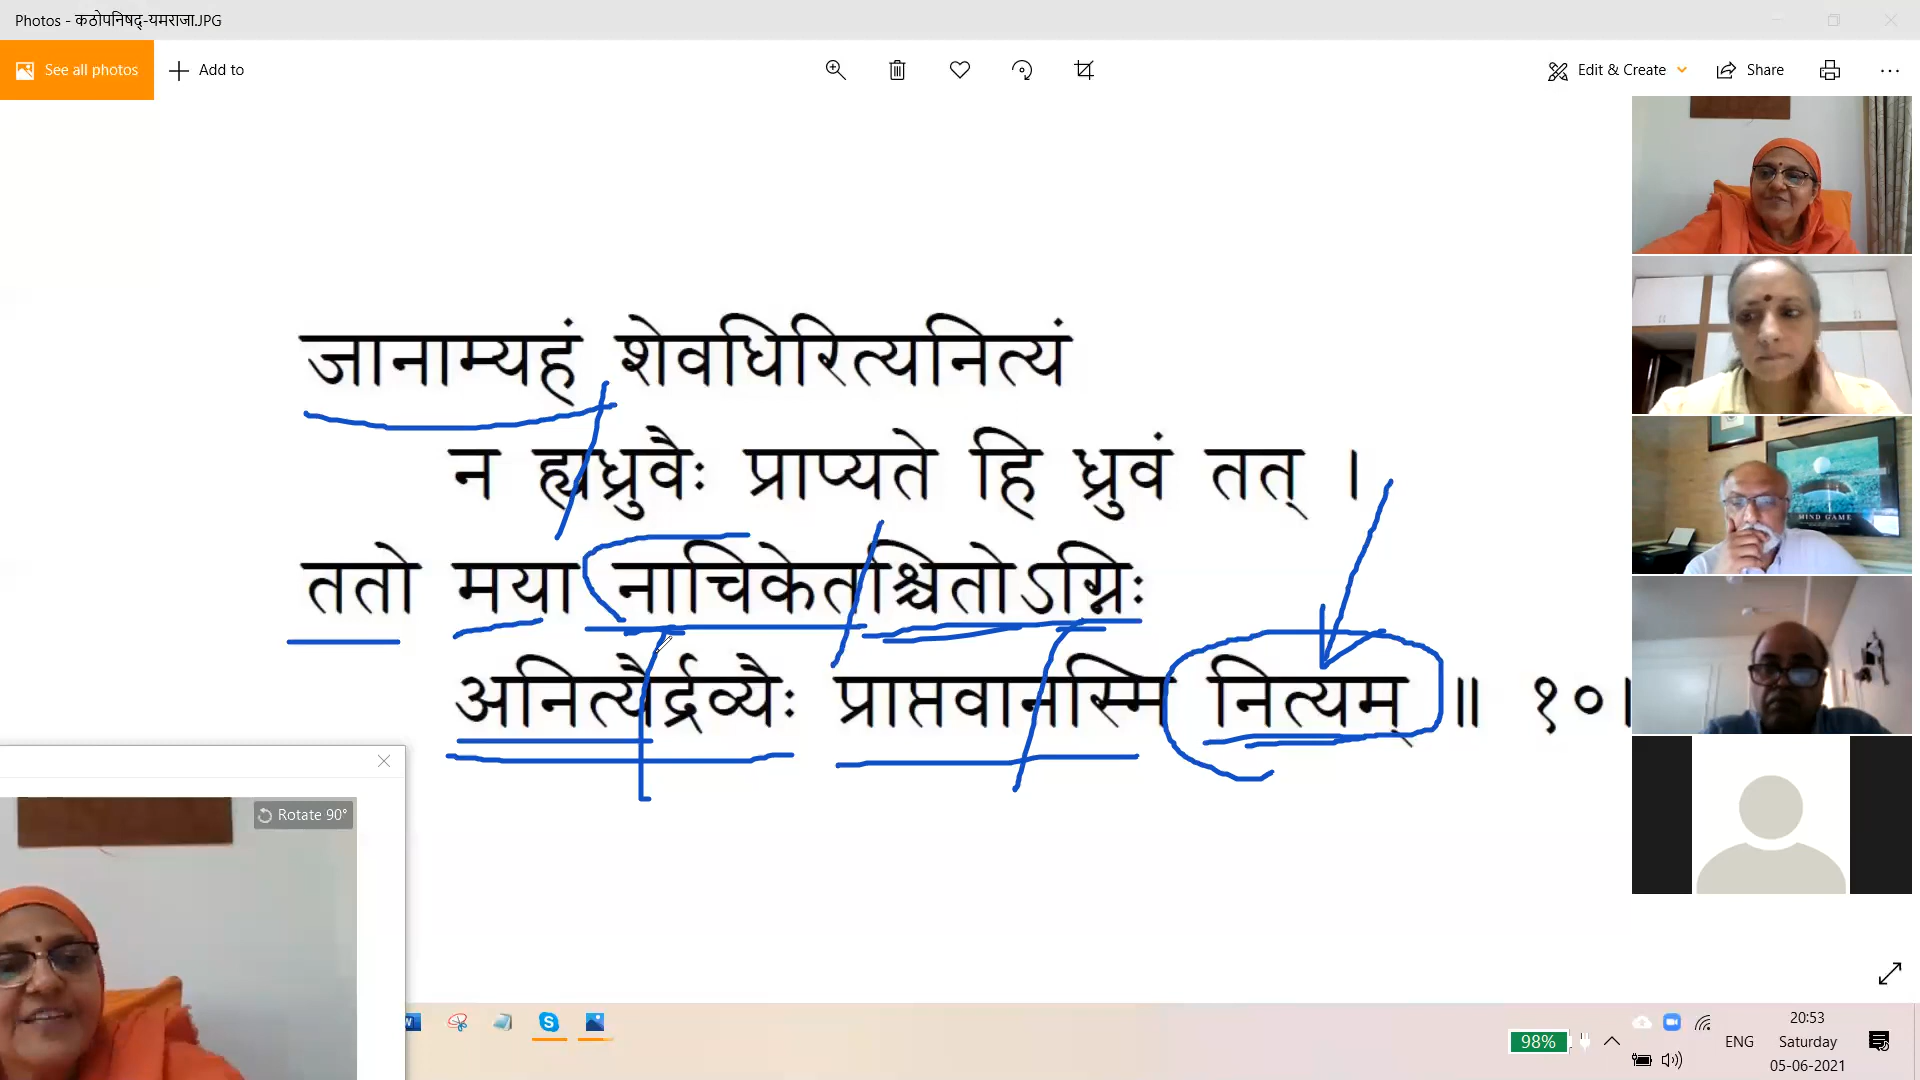 Photos - कठोपनिषद्-यमराजा.JPG
See all photos
Add to
Edit & Create
Share
जानाम्यहं शेवधिरित्यनित्यं
न ह्यध्रुवैः प्राप्यते हि ध्रुवं तत् ।
ततो मया नाचिकेतश्चितोऽग्निः
अनित्यैर्द्रव्यैः प्राप्तवानस्मि नित्यम् ॥ १०।
MIND GAME
Rotate 90°
98%
ENG
20:53
Saturday
05-06-2021